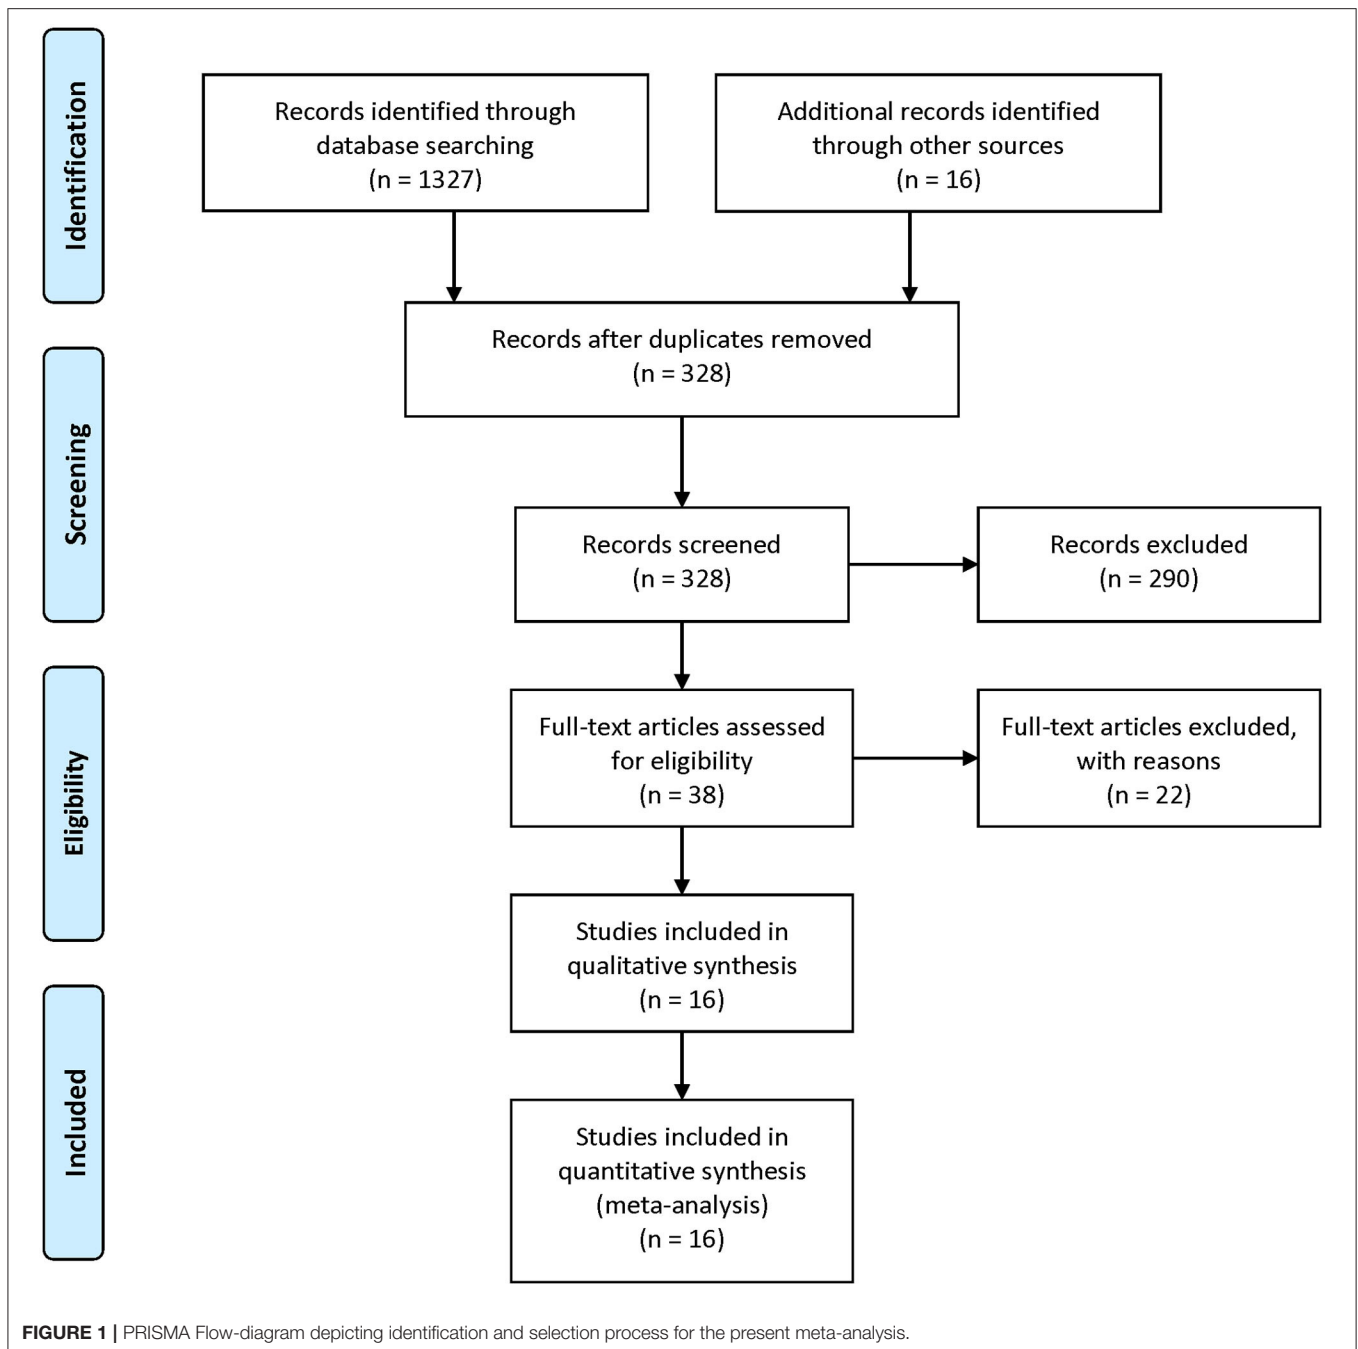 Identification
Records identified through
database searching
(n = 1327)
Additional records identified
through other sources
(n = 16)
Records after duplicates removed
(n = 328)
Screening
Records screened
(n = 328)
Records excluded
(n = 290)
Eligibility
Full-text articles assessed
for eligibility
(n = 38)
Full-text articles excluded,
with reasons
(n = 22)
Studies included in
qualitative synthesis
(n = 16)
Included
Studies included in
quantitative synthesis
(meta-analysis)
(n = 16)
FIGURE 1 | PRISMA Flow-diagram depicting identification and selection process for the present meta-analysis.